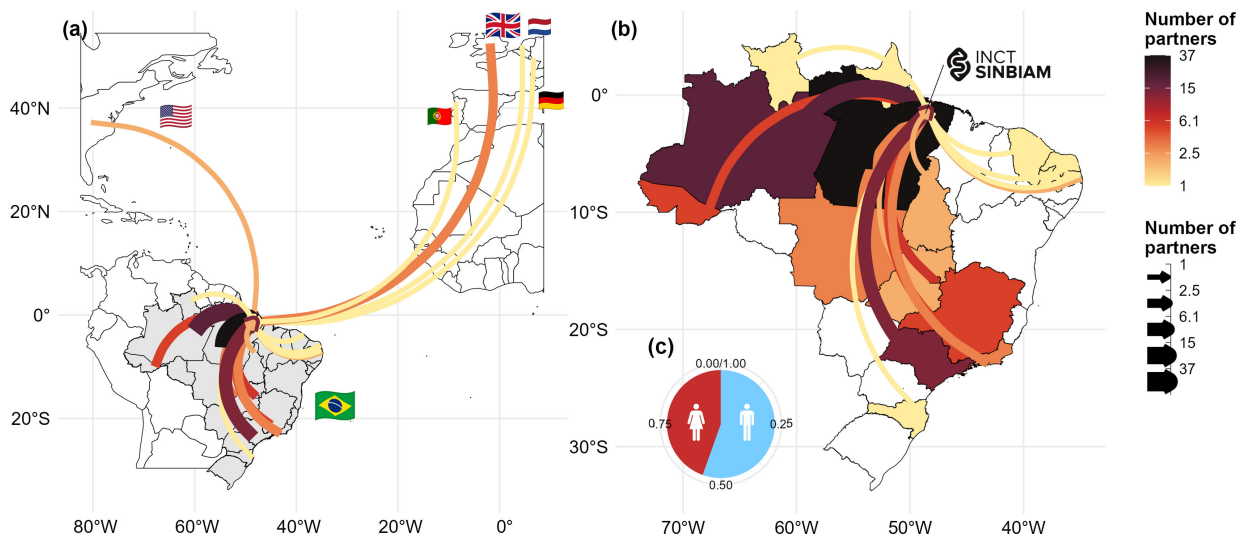 (a)
40°N
20°N
0°
20°S
80°W
60°W
40°W
20°W
0°
(b)
INCT
SINBIAM
0°
10°S
20°S
30°S
70°W
60°W
50°W
40°W
(c)
0.00/1.00
0.75
0.25
0.50
Number of
partners
37
15
6.1
2.5
1
Number of
partners
1
2.5
6.1
15
37